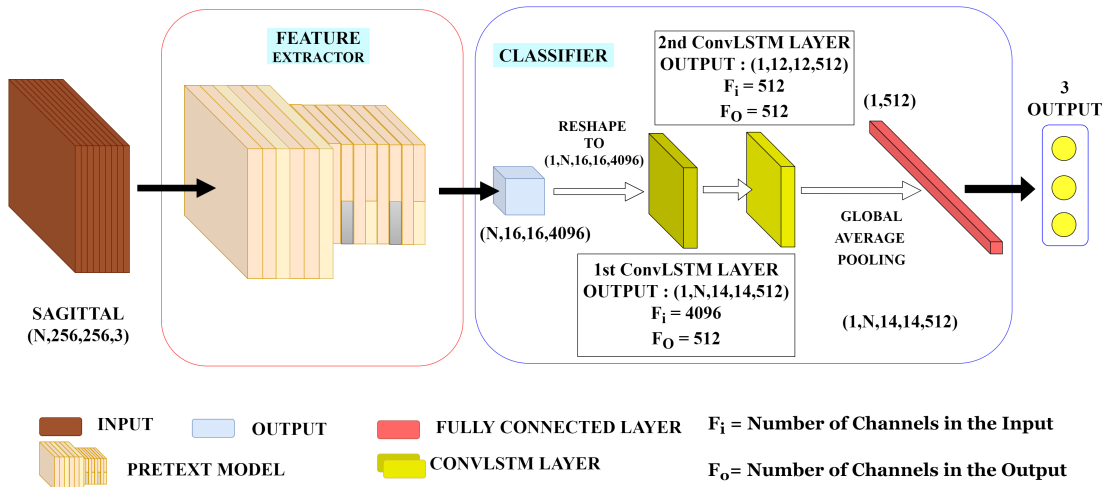 FEATURE
EXTRACTOR
CLASSIFIER
2nd ConvLSTM LAYER
OUTPUT : (1,12,12,512)
Fi = 512
FO = 512
(1,512)
3
OUTPUT
RESHAPE
TO
(1,N,16,16,4096)
(N,16,16,4096)
GLOBAL
AVERAGE
POOLING
1st ConvLSTM LAYER
OUTPUT : (1,N,14,14,512)
Fi = 4096
FO = 512
(1,N,14,14,512)
SAGITTAL
(N,256,256,3)
INPUT
OUTPUT
FULLY CONNECTED LAYER
Fi = Number of Channels in the Input
PRETEXT MODEL
CONVLSTM LAYER
Fo= Number of Channels in the Output